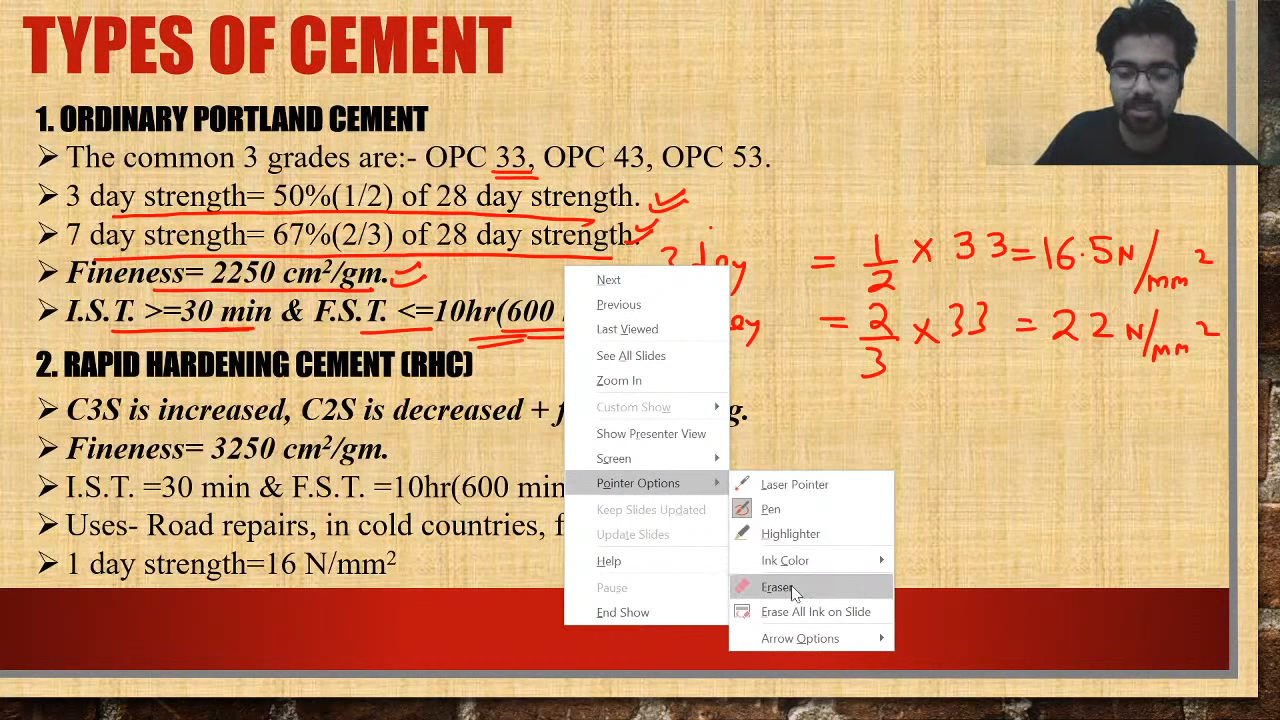 TYPES OF CEMENT
1. ORDINARY PORTLAND CEMENT
➢ The common 3 grades are:- OPC 33, OPC 43, OPC 53.
➢ 3 day strength= 50%(1/2) of 28 day strength.
➢ 7 day strength= 67%(2/3) of 28 day strength.
= 1/2 × 33 = 16.5 N/mm²
➢ Fineness= 2250 cm²/gm.
➢ I.S.T. >=30 min & F.S.T. <=10hr(600
= 2/3 × 33 = 22 N/mm²
2. RAPID HARDENING CEMENT (RHC)
➢ C3S is increased, C2S is decreased +
➢ Fineness= 3250 cm²/gm.
➢ I.S.T. =30 min & F.S.T. =10hr(600 min
➢ Uses- Road repairs, in cold countries,
➢ 1 day strength=16 N/mm²
Next
Previous
Last Viewed
See All Slides
Zoom In
Custom Show
Show Presenter View
Screen
Pointer Options
Keep Slides Updated
Update Slides
Help
Pause
End Show
Laser Pointer
Pen
Highlighter
Ink Color
Eraser
Erase All Ink on Slide
Arrow Options